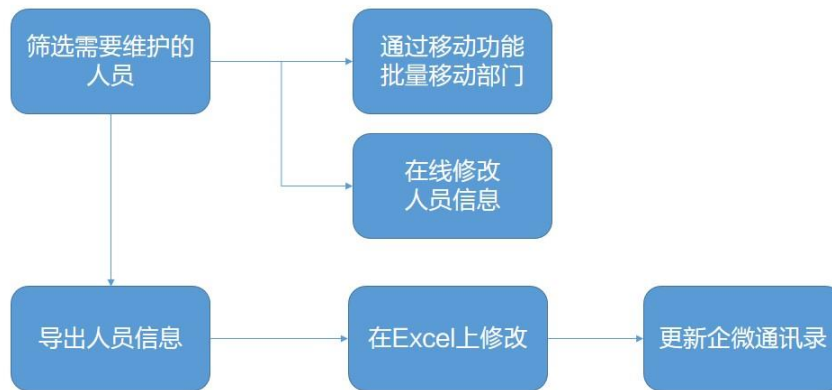 筛选需要维护的
人员
通过移动功能
批量移动部门
在线修改
人员信息
导出人员信息
在Excel上修改
更新企微通讯录